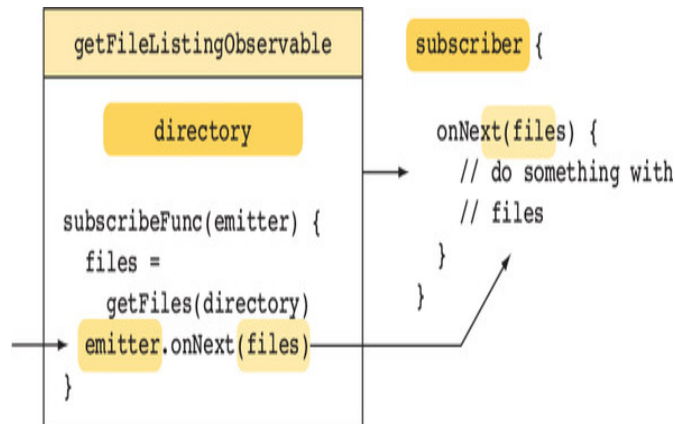 getFileListingObservable
directory
subscribeFunc(emitter) {
files =
getFiles(directory)
emitter.onNext(files)
}
subscriber {
onNext(files) {
// do something with
// files
}
}